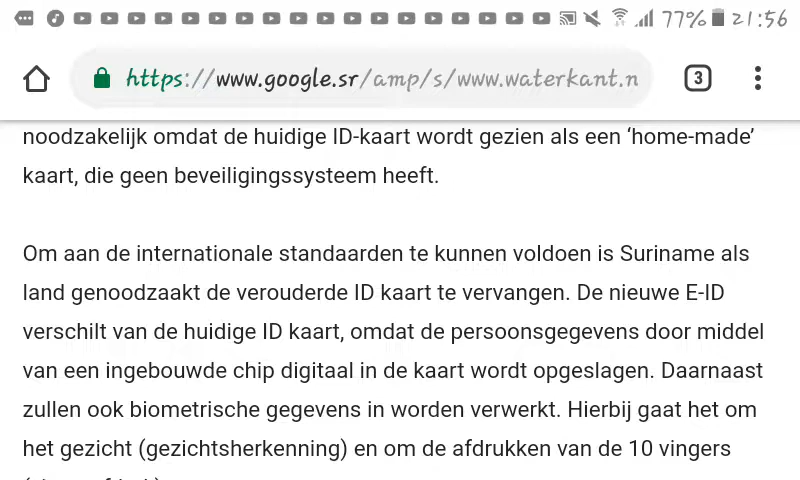 77% 21:56
https://www.google.sr/amp/s/www.waterkant.n
3
noodzakelijk omdat de huidige ID-kaart wordt gezien als een ‘home-made’
kaart, die geen beveiligingssysteem heeft.
Om aan de internationale standaarden te kunnen voldoen is Suriname als
land genoodzaakt de verouderde ID kaart te vervangen. De nieuwe E-ID
verschilt van de huidige ID kaart, omdat de persoonsgegevens door middel
van een ingebouwde chip digitaal in de kaart wordt opgeslagen. Daarnaast
zullen ook biometrische gegevens in worden verwerkt. Hierbij gaat het om
het gezicht (gezichtsherkenning) en om de afdrukken van de 10 vingers